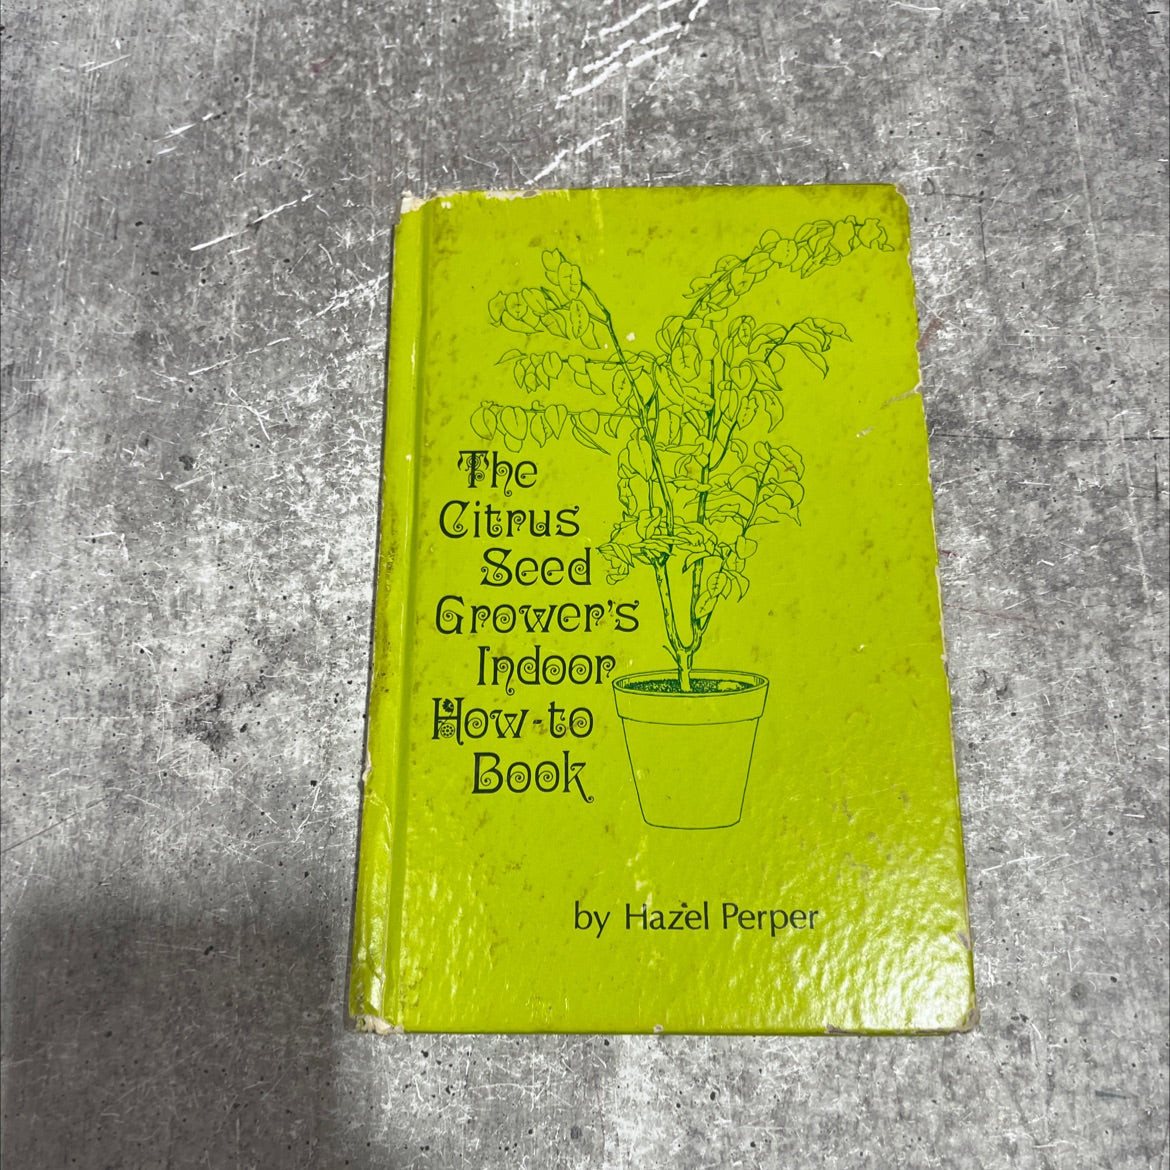 The
Citrus
Seed
Grower's
Indoor
How-to
Book
by Hazel Perper